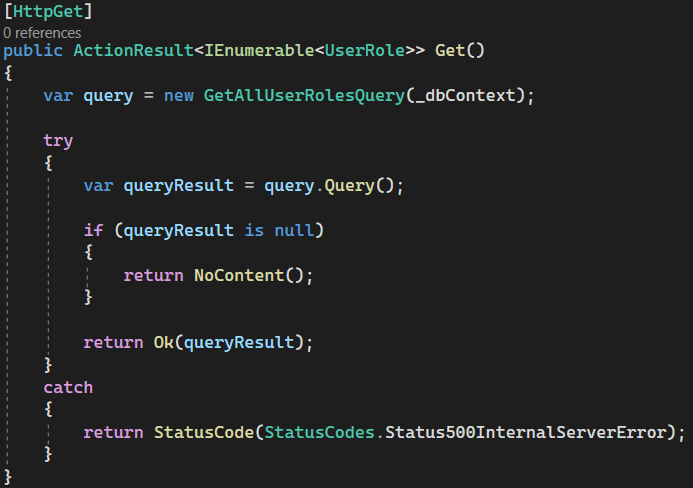 [HttpGet]
0 references
public ActionResult<IEnumerable<UserRole>> Get()
{
    var query = new GetAllUserRolesQuery(_dbContext);
    try
    {
        var queryResult = query.Query();
        if (queryResult is null)
        {
            return NoContent();
        }
        return Ok(queryResult);
    }
    catch
    {
        return StatusCode(StatusCodes.Status500InternalServerError);
    }
}